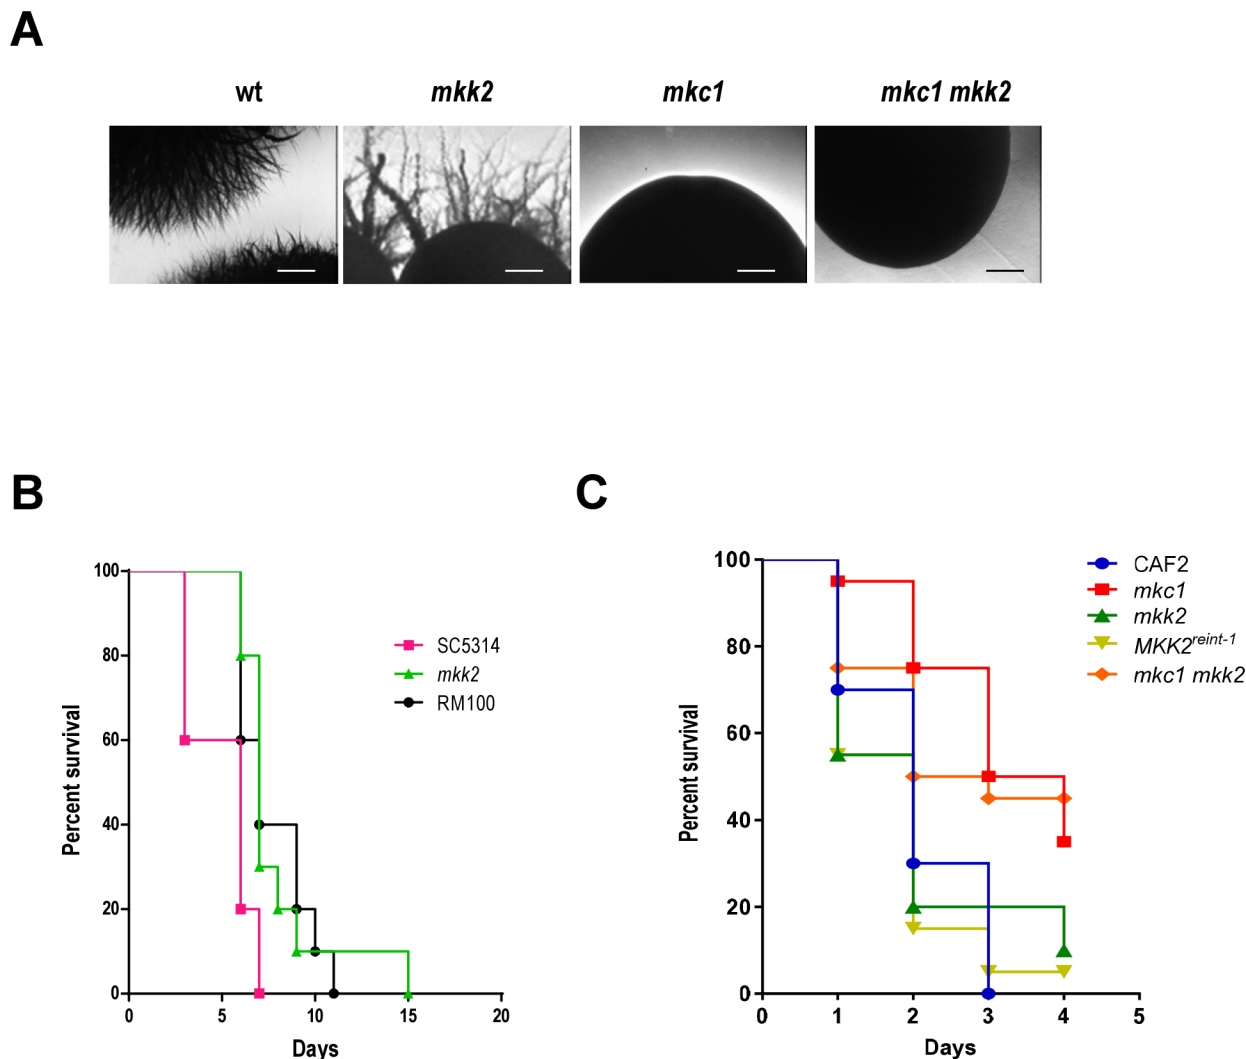 A
wt mkk2 mkc1 mkc1 mkk2
B
C
100
80
60
40
20
0
0 5 10 15 20
Percent survival
Days
SC5314
mkk2
RM100
100
80
60
40
20
0
0 1 2 3 4 5
Percent survival
Days
CAF2
mkc1
mkk2
MKK2reint-1
mkc1 mkk2